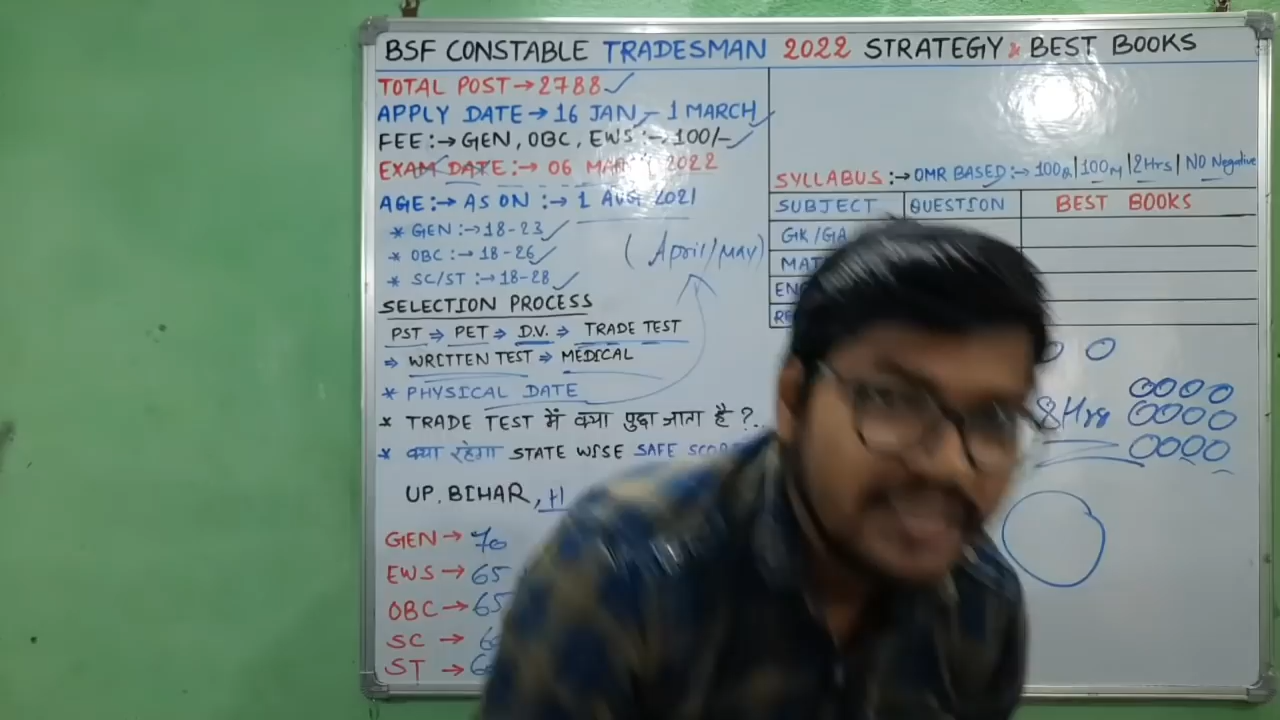 BSF CONSTABLE TRADESMAN 2022 STRATEGY & BEST BOOKS
TOTAL POST → 2788 ✓
APPLY DATE → 16 JAN – 1 MARCH ✓
FEE :→ GEN, OBC, EWS :→ 100/- ✓
EXAM DATE :→ 06 2022
AGE :→ AS ON :→ 1 AUG 2021
* GEN :→ 18-23 ✓
* OBC :→ 18-26 ✓
* SC/ST :→ 18-28 ✓
(April/May)
SELECTION PROCESS
PST ⇒ PET ⇒ D.V. ⇒ TRADE TEST
⇒ WRITTEN TEST ⇒ MEDICAL
* PHYSICAL DATE
* TRADE TEST में क्या पुछा जाता है ?
* क्या रहेगा STATE WISE SAFE
UP, BIHAR,
GEN → 70
EWS → 65
OBC → 65
SC →
ST →
SYLLABUS :→ OMR BASED :→ 100Q | 100M | 2Hrs | NO Negative
SUBJECT QUESTION BEST BOOKS
GK/GA
8Hrs